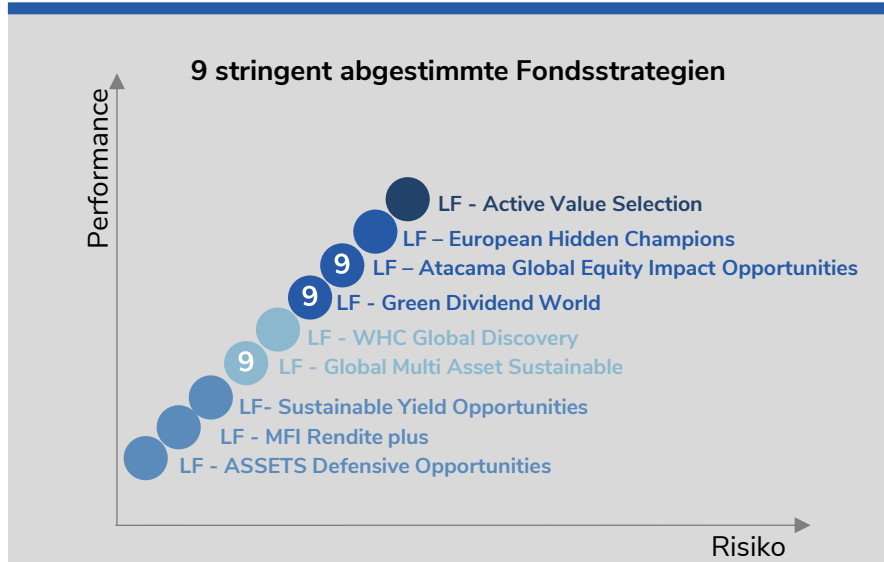 9 stringent abgestimmte Fondsstrategien
Performance
LF - Active Value Selection
LF – European Hidden Champions
9
LF – Atacama Global Equity Impact Opportunities
9
LF - Green Dividend World
LF - WHC Global Discovery
9
LF - Global Multi Asset Sustainable
LF- Sustainable Yield Opportunities
LF - MFI Rendite plus
LF - ASSETS Defensive Opportunities
Risiko